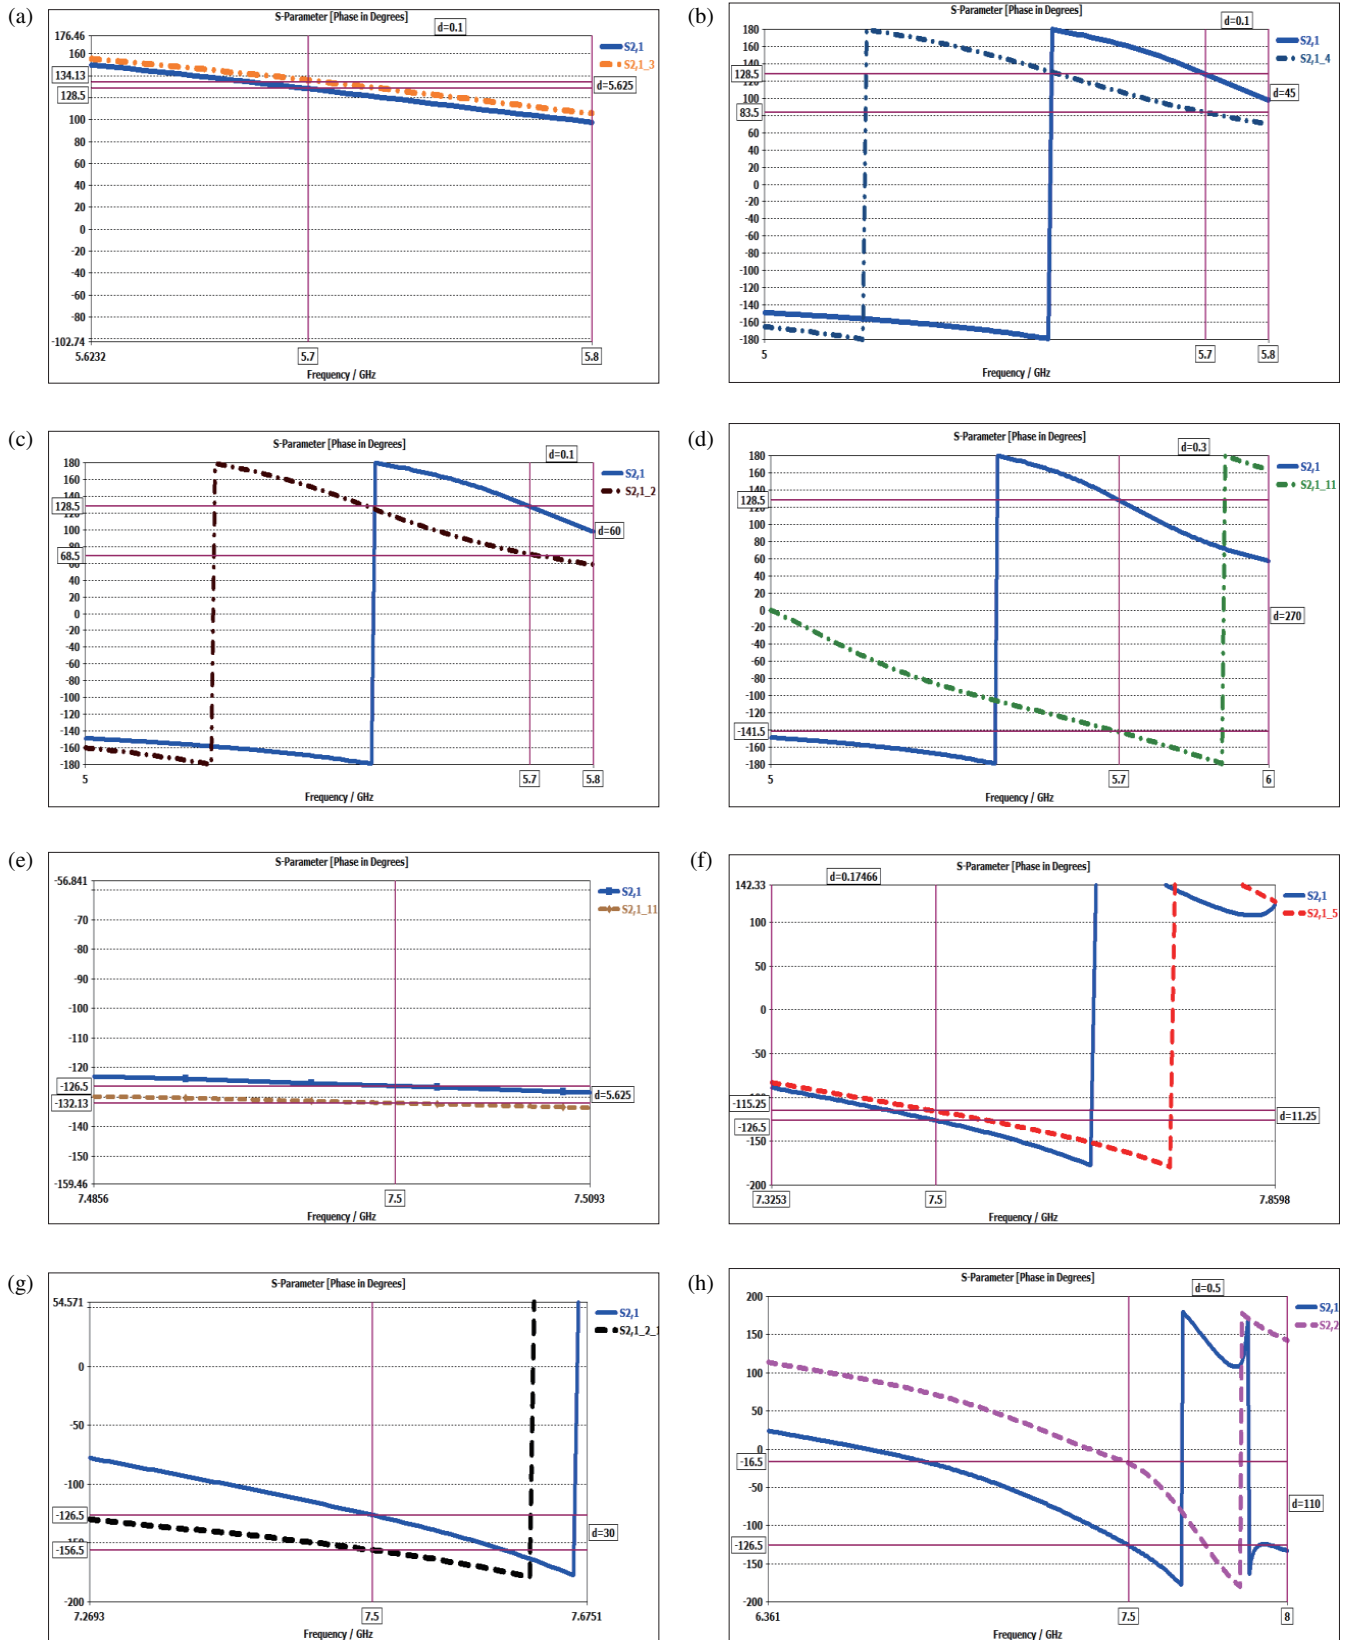 (a)
S-Parameter [Phase in Degrees]
d=0.1
176.46
160
134.13
128.5
100
80
60
40
20
0
-20
-40
-60
-80
-102.74
5.6232
5.7
5.8
Frequency / GHz
S2,1
S2,1_3
d=5.625
(b)
S-Parameter [Phase in Degrees]
d=0.1
180
160
140
128.5
120
100
83.5
60
40
20
0
-20
-40
-60
-80
-100
-120
-140
-160
-180
5
5.7
5.8
Frequency / GHz
S2,1
S2,1_4
d=45
(c)
S-Parameter [Phase in Degrees]
d=0.1
180
160
140
128.5
120
100
80
68.5
60
40
20
0
-20
-40
-60
-80
-100
-120
-140
-160
-180
5
5.7
5.8
Frequency / GHz
S2,1
S2,1_2
d=60
(d)
S-Parameter [Phase in Degrees]
d=0.3
180
160
128.5
100
80
60
40
20
0
-20
-40
-60
-80
-100
-120
-141.5
-160
-180
5
5.7
6
Frequency / GHz
S2,1
S2,1_11
d=270
(e)
S-Parameter [Phase in Degrees]
-56.841
-70
-80
-90
-100
-110
-120
-126.5
-132.13
-140
-150
-159.46
7.4856
7.5
7.5093
Frequency / GHz
S2,1
S2,1_11
d=5.625
(f)
S-Parameter [Phase in Degrees]
d=0.17466
142.33
100
50
0
-50
-100
-115.25
-126.5
-150
-200
7.3253
7.5
7.8598
Frequency / GHz
S2,1
S2,1_5
d=11.25
(g)
S-Parameter [Phase in Degrees]
54.571
0
-50
-100
-126.5
-150
-156.5
-200
7.2693
7.5
7.6751
Frequency / GHz
S2,1
S2,1_2_1
d=30
(h)
S-Parameter [Phase in Degrees]
d=0.5
200
150
100
50
0
-16.5
-50
-100
-126.5
-150
-200
6.361
7.5
8
Frequency / GHz
S2,1
S2,2
d=110